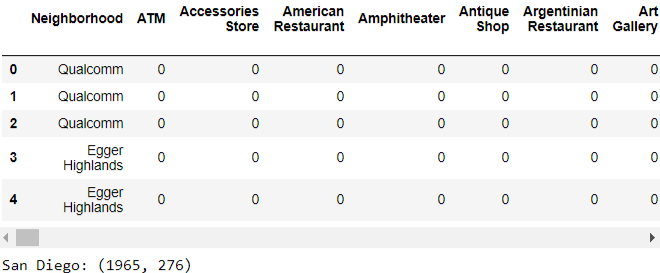 Neighborhood ATM Accessories Store American Restaurant Amphitheater Antique Shop Argentinian Restaurant Art Gallery
0 Qualcomm 0 0 0 0 0 0 0
1 Qualcomm 0 0 0 0 0 0 0
2 Qualcomm 0 0 0 0 0 0 0
3 Egger Highlands 0 0 0 0 0 0 0
4 Egger Highlands 0 0 0 0 0 0 0
San Diego: (1965, 276)